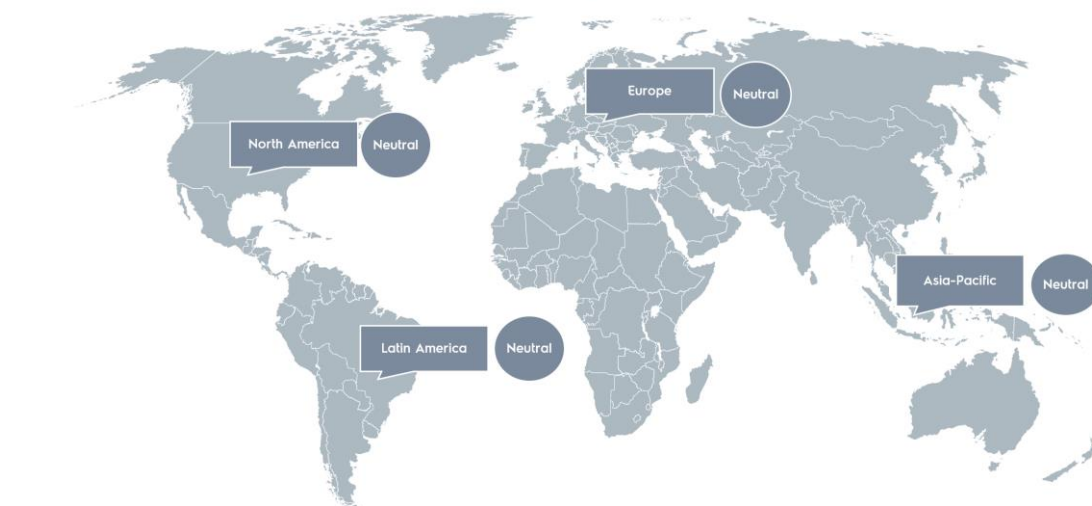 Europe
Neutral
North America
Neutral
Asia-Pacific
Neutral
Latin America
Neutral